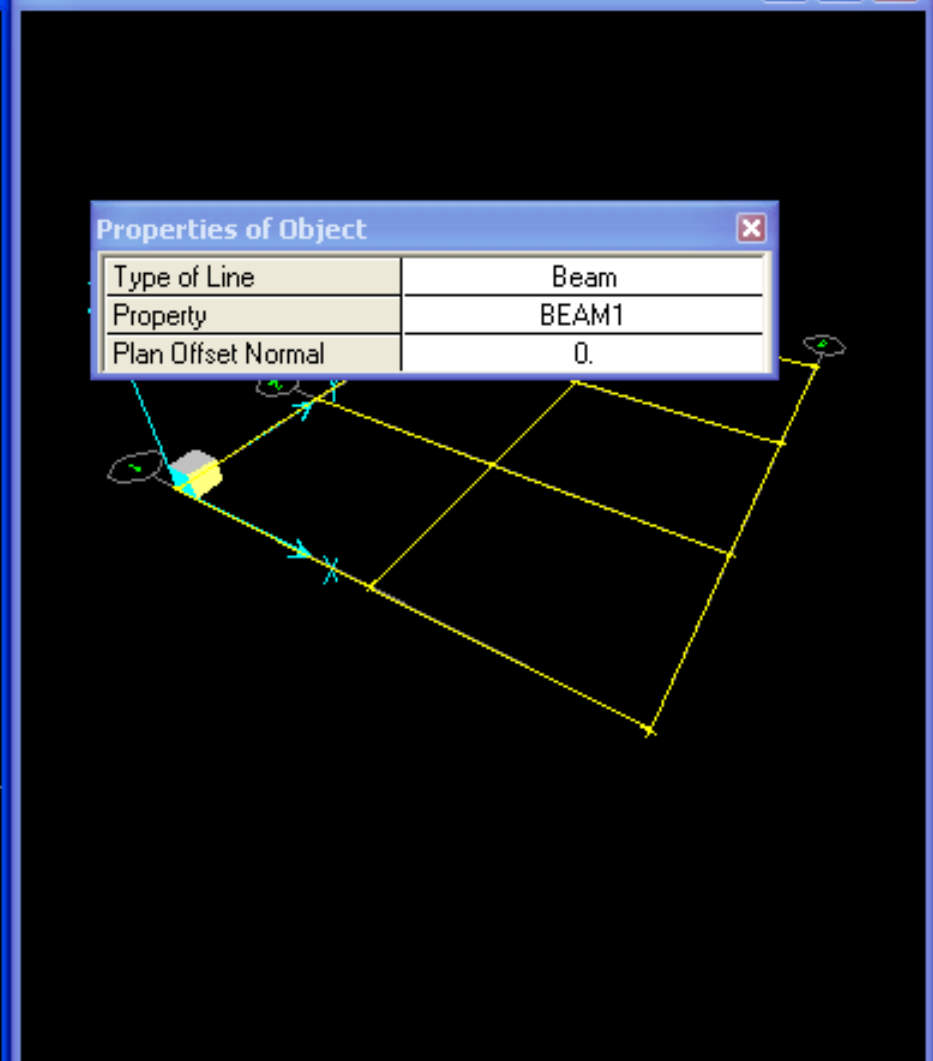 Properties of Object
Type of Line Beam
Property BEAM1
Plan Offset Normal 0.
X